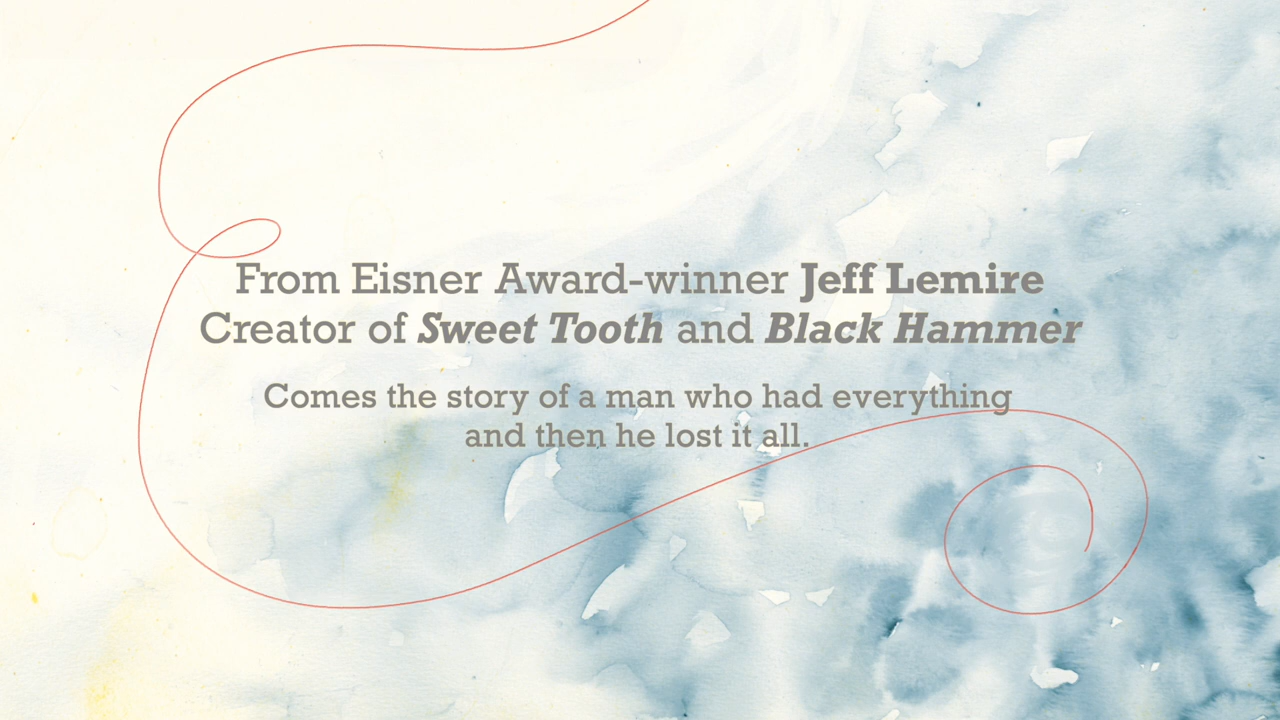 From Eisner Award-winner Jeff Lemire
Creator of Sweet Tooth and Black Hammer
Comes the story of a man who had everything
and then he lost it all.